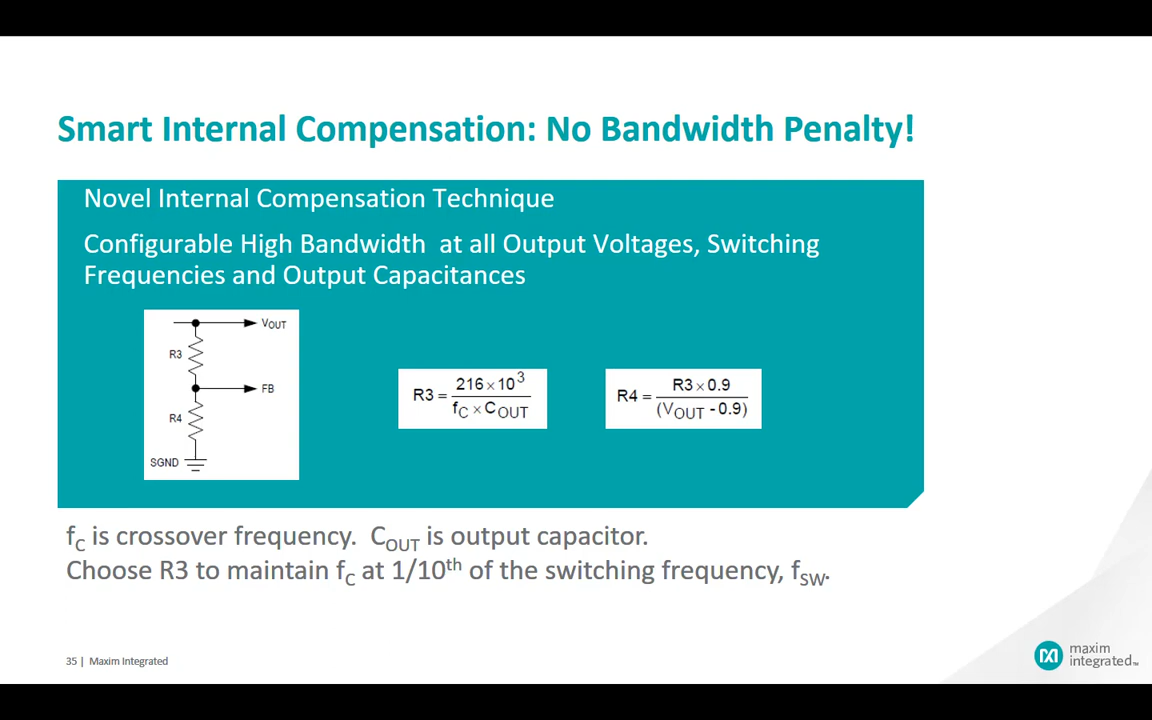 Smart Internal Compensation: No Bandwidth Penalty!
Novel Internal Compensation Technique
Configurable High Bandwidth at all Output Voltages, Switching
Frequencies and Output Capacitances
VOUT
R3
FB
R4
SGND
R3 = 216 × 10³ / (fC × COUT)
R4 = R3 × 0.9 / (VOUT - 0.9)
fC is crossover frequency. COUT is output capacitor.
Choose R3 to maintain fC at 1/10th of the switching frequency, fSW.
35 | Maxim Integrated
maxim
integrated™